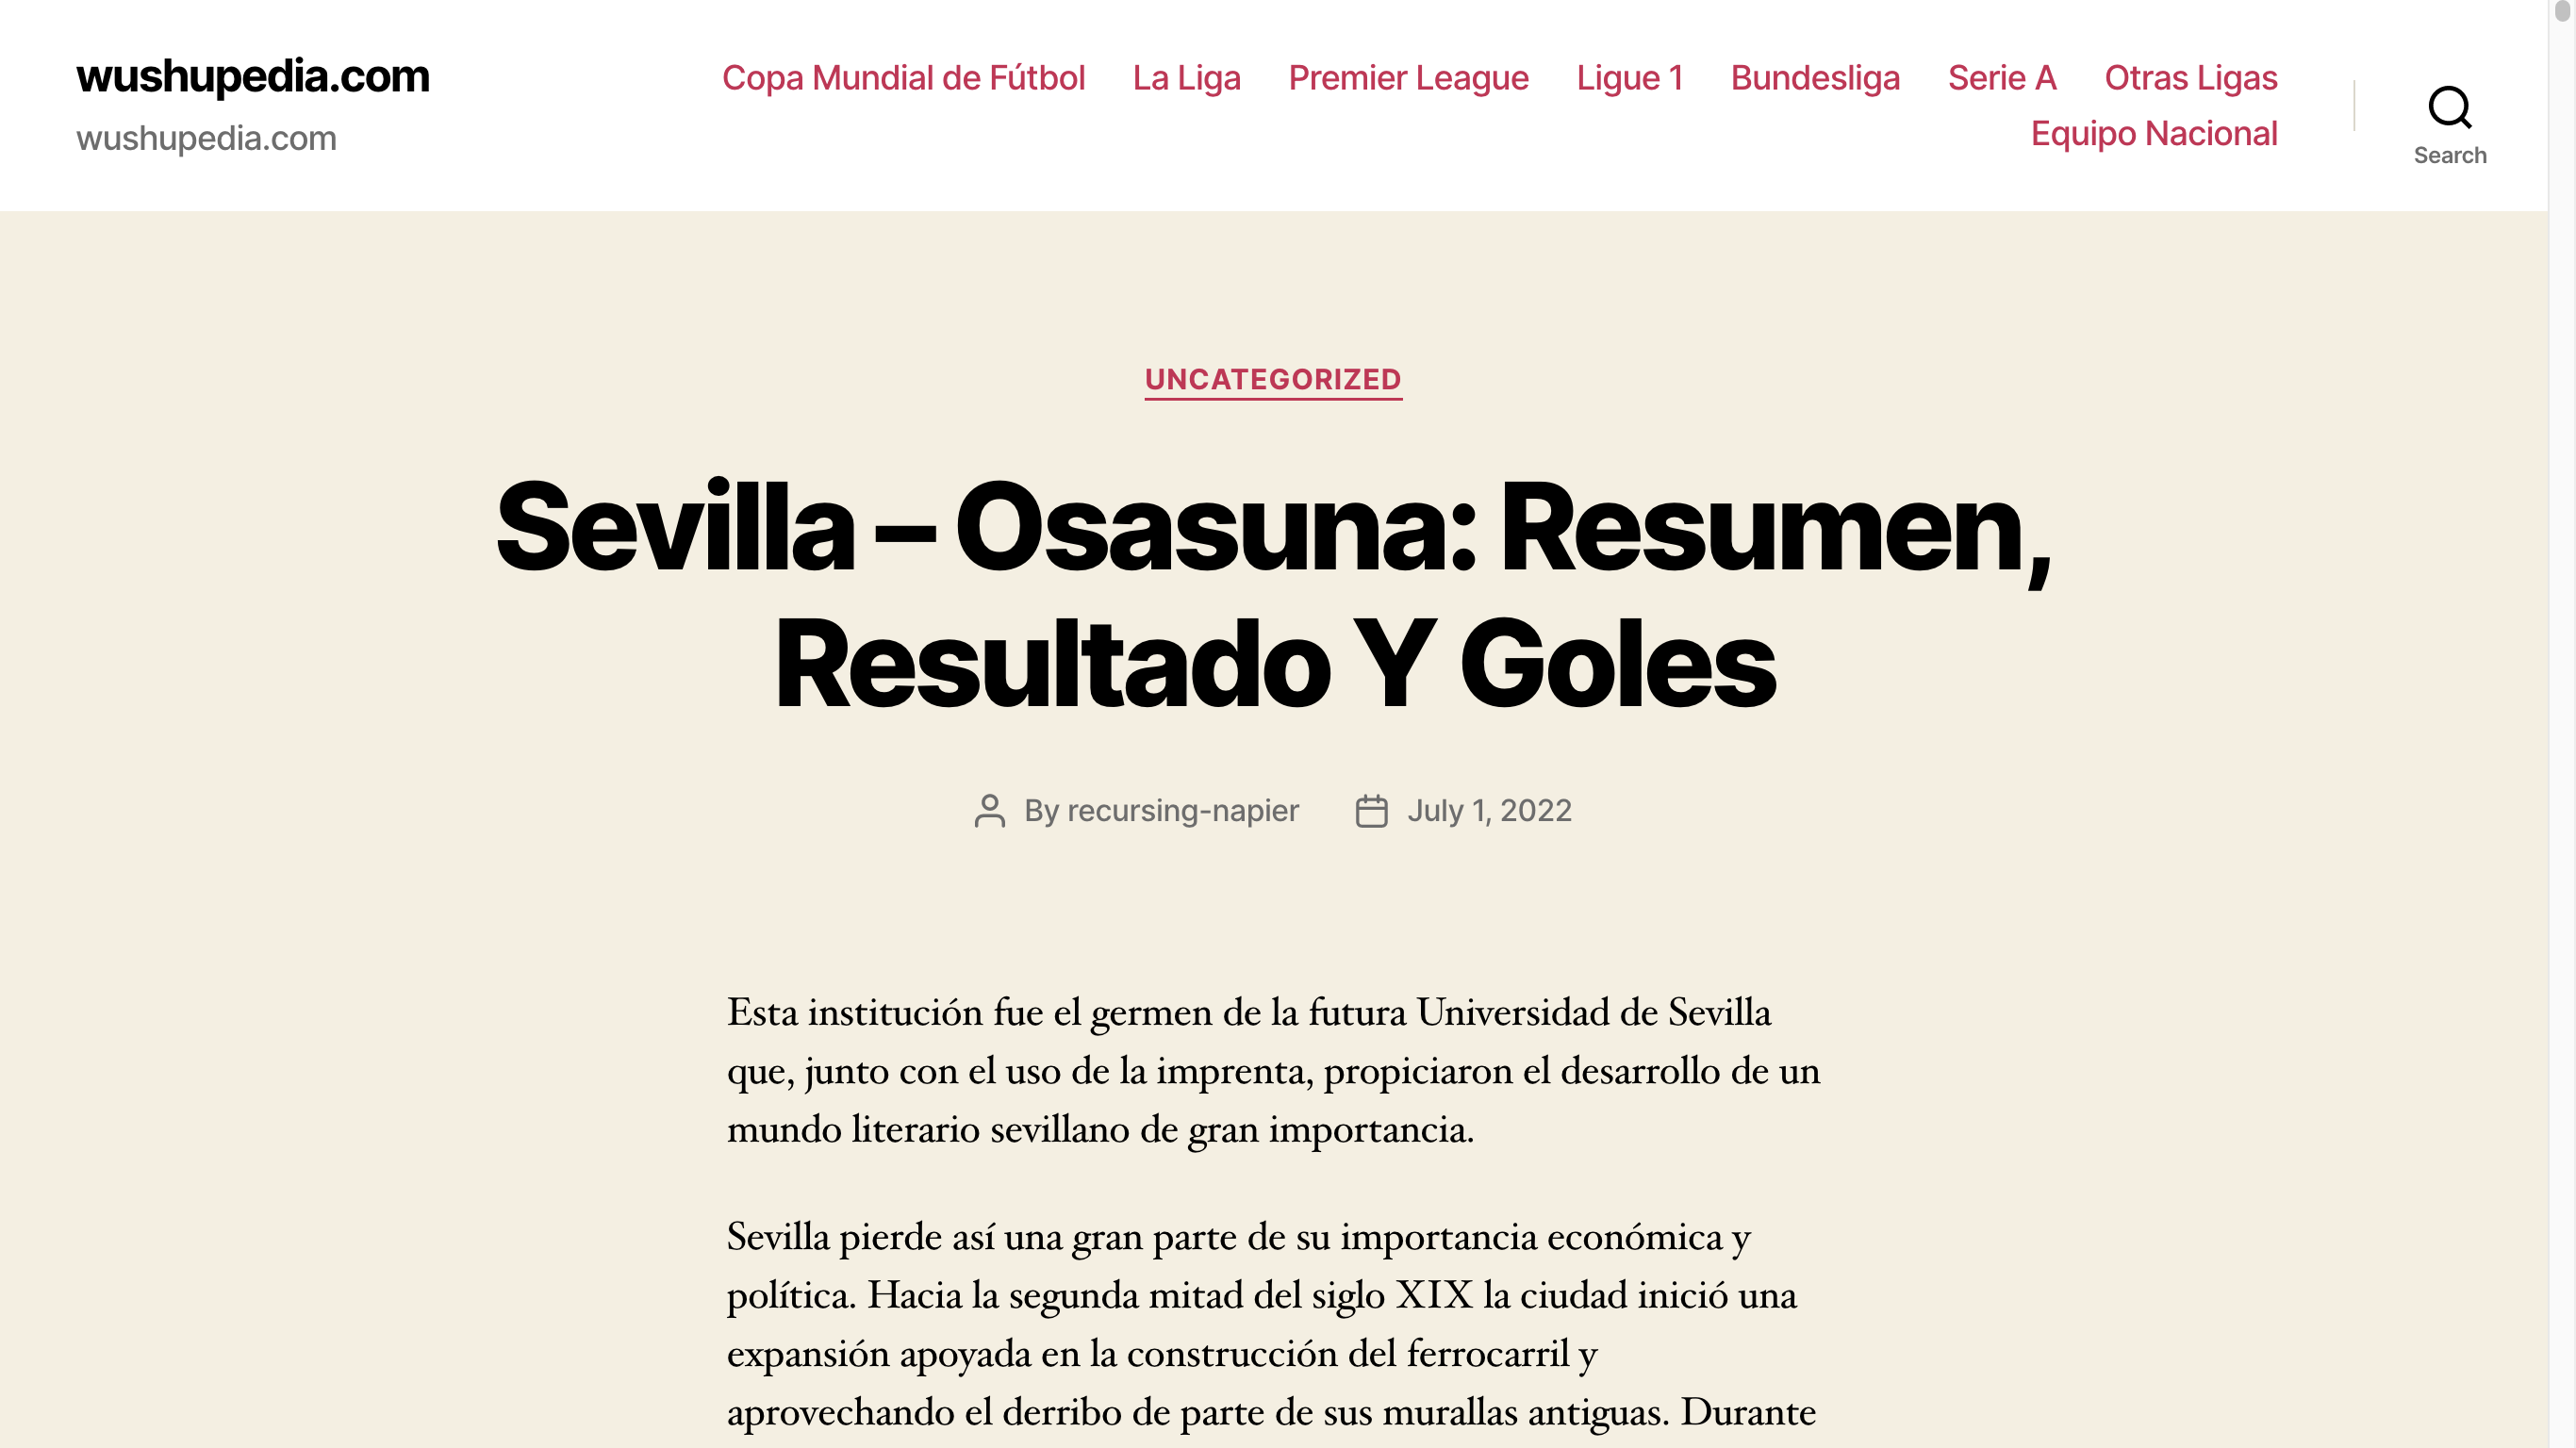 wushupedia.com
wushupedia.com
Copa Mundial de Fútbol La Liga Premier League Ligue 1 Bundesliga Serie A Otras Ligas
Equipo Nacional
Search
UNCATEGORIZED
Sevilla – Osasuna: Resumen,
Resultado Y Goles
By recursing-napier July 1, 2022
Esta institución fue el germen de la futura Universidad de Sevilla
que, junto con el uso de la imprenta, propiciaron el desarrollo de un
mundo literario sevillano de gran importancia.
Sevilla pierde así una gran parte de su importancia económica y
política. Hacia la segunda mitad del siglo XIX la ciudad inició una
expansión apoyada en la construcción del ferrocarril y
aprovechando el derribo de parte de sus murallas antiguas. Durante